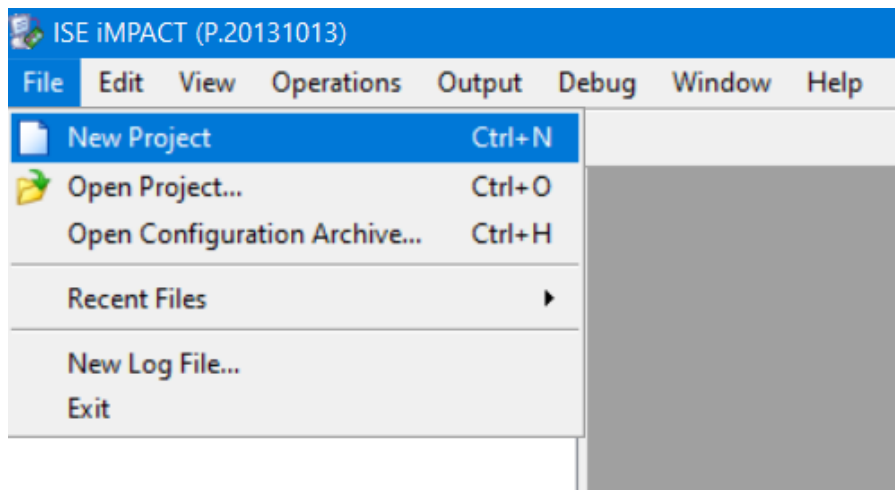 ISE iMPACT (P.20131013)
File Edit View Operations Output Debug Window Help
New Project Ctrl+N
Open Project... Ctrl+O
Open Configuration Archive... Ctrl+H
Recent Files
New Log File...
Exit